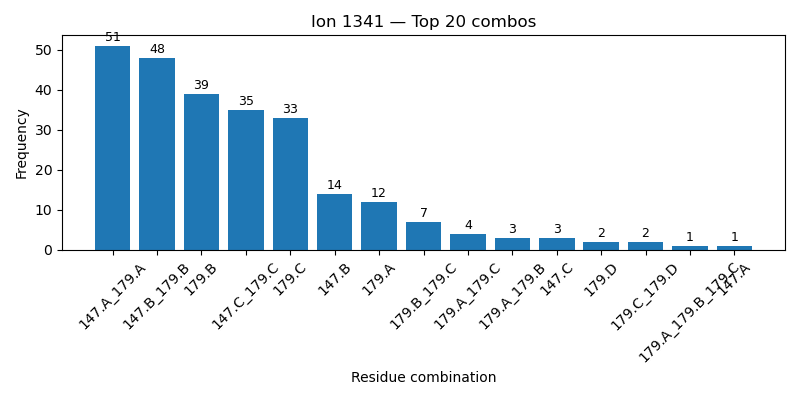 Ion 1341 — Top 20 combos
Frequency
50
40
30
20
10
0
51
48
39
35
33
14
12
7
4
3
3
2
2
1
1
147.A_179.A
147.B_179.B
179.B
147.C_179.C
179.C
147.B
179.A
179.B_179.C
179.A_179.C
179.A_179.B
147.C
179.D
179.C_179.D
179.A_179.B_179.C
147.A
Residue combination